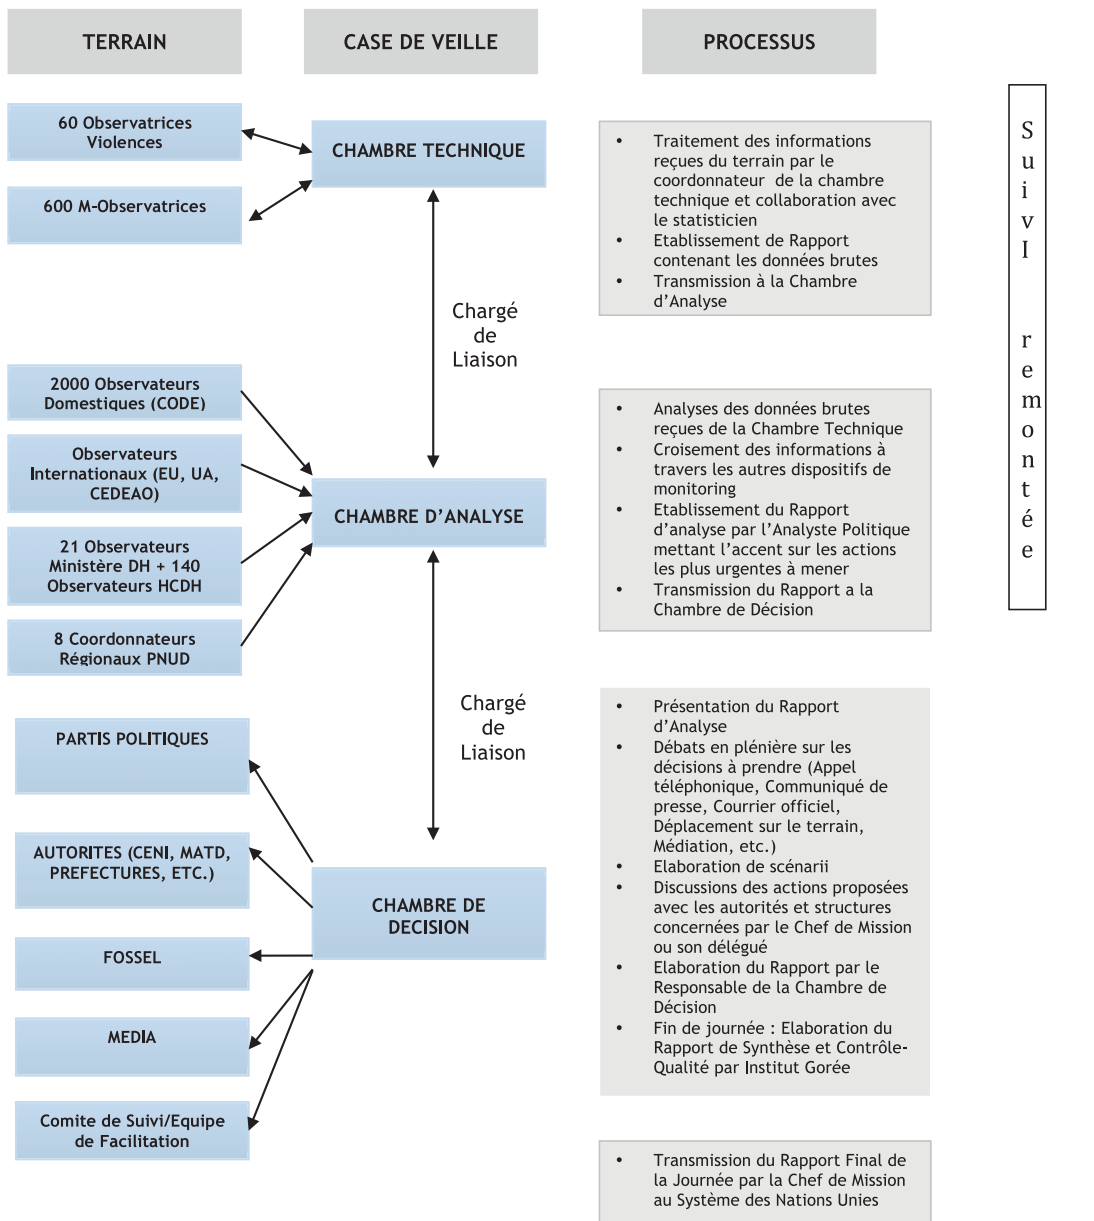 TERRAIN
CASE DE VEILLE
PROCESSUS
60 Observatrices
Violences
600 M-Observatrices
CHAMBRE TECHNIQUE
• Traitement des informations
reçues du terrain par le
coordonnateur de la chambre
technique et collaboration avec
le statisticien
• Etablissement de Rapport
contenant les données brutes
• Transmission à la Chambre
d’Analyse
Chargé
de
Liaison
2000 Observateurs
Domestiques (CODE)
Observateurs
Internationaux (EU, UA,
CEDEAO)
21 Observateurs
Ministère DH + 140
Observateurs HCDH
8 Coordonnateurs
Régionaux PNUD
CHAMBRE D’ANALYSE
• Analyses des données brutes
reçues de la Chambre Technique
• Croisement des informations à
travers les autres dispositifs de
monitoring
• Etablissement du Rapport
d’analyse par l’Analyste Politique
mettant l’accent sur les actions
les plus urgentes à mener
• Transmission du Rapport a la
Chambre de Décision
Chargé
de
Liaison
PARTIS POLITIQUES
AUTORITES (CENI, MATD,
PREFECTURES, ETC.)
FOSSEL
MEDIA
Comite de Suivi/Equipe
de Facilitation
CHAMBRE DE
DECISION
• Présentation du Rapport
d’Analyse
• Débats en plénière sur les
décisions à prendre (Appel
téléphonique, Communiqué de
presse, Courrier officiel,
Déplacement sur le terrain,
Médiation, etc.)
• Elaboration de scénarii
• Discussions des actions proposées
avec les autorités et structures
concernées par le Chef de Mission
ou son délégué
• Elaboration du Rapport par le
Responsable de la Chambre de
Décision
• Fin de journée : Elaboration du
Rapport de Synthèse et Contrôle-
Qualité par Institut Gorée
• Transmission du Rapport Final de
la Journée par la Chef de Mission
au Système des Nations Unies
SuivI remontée